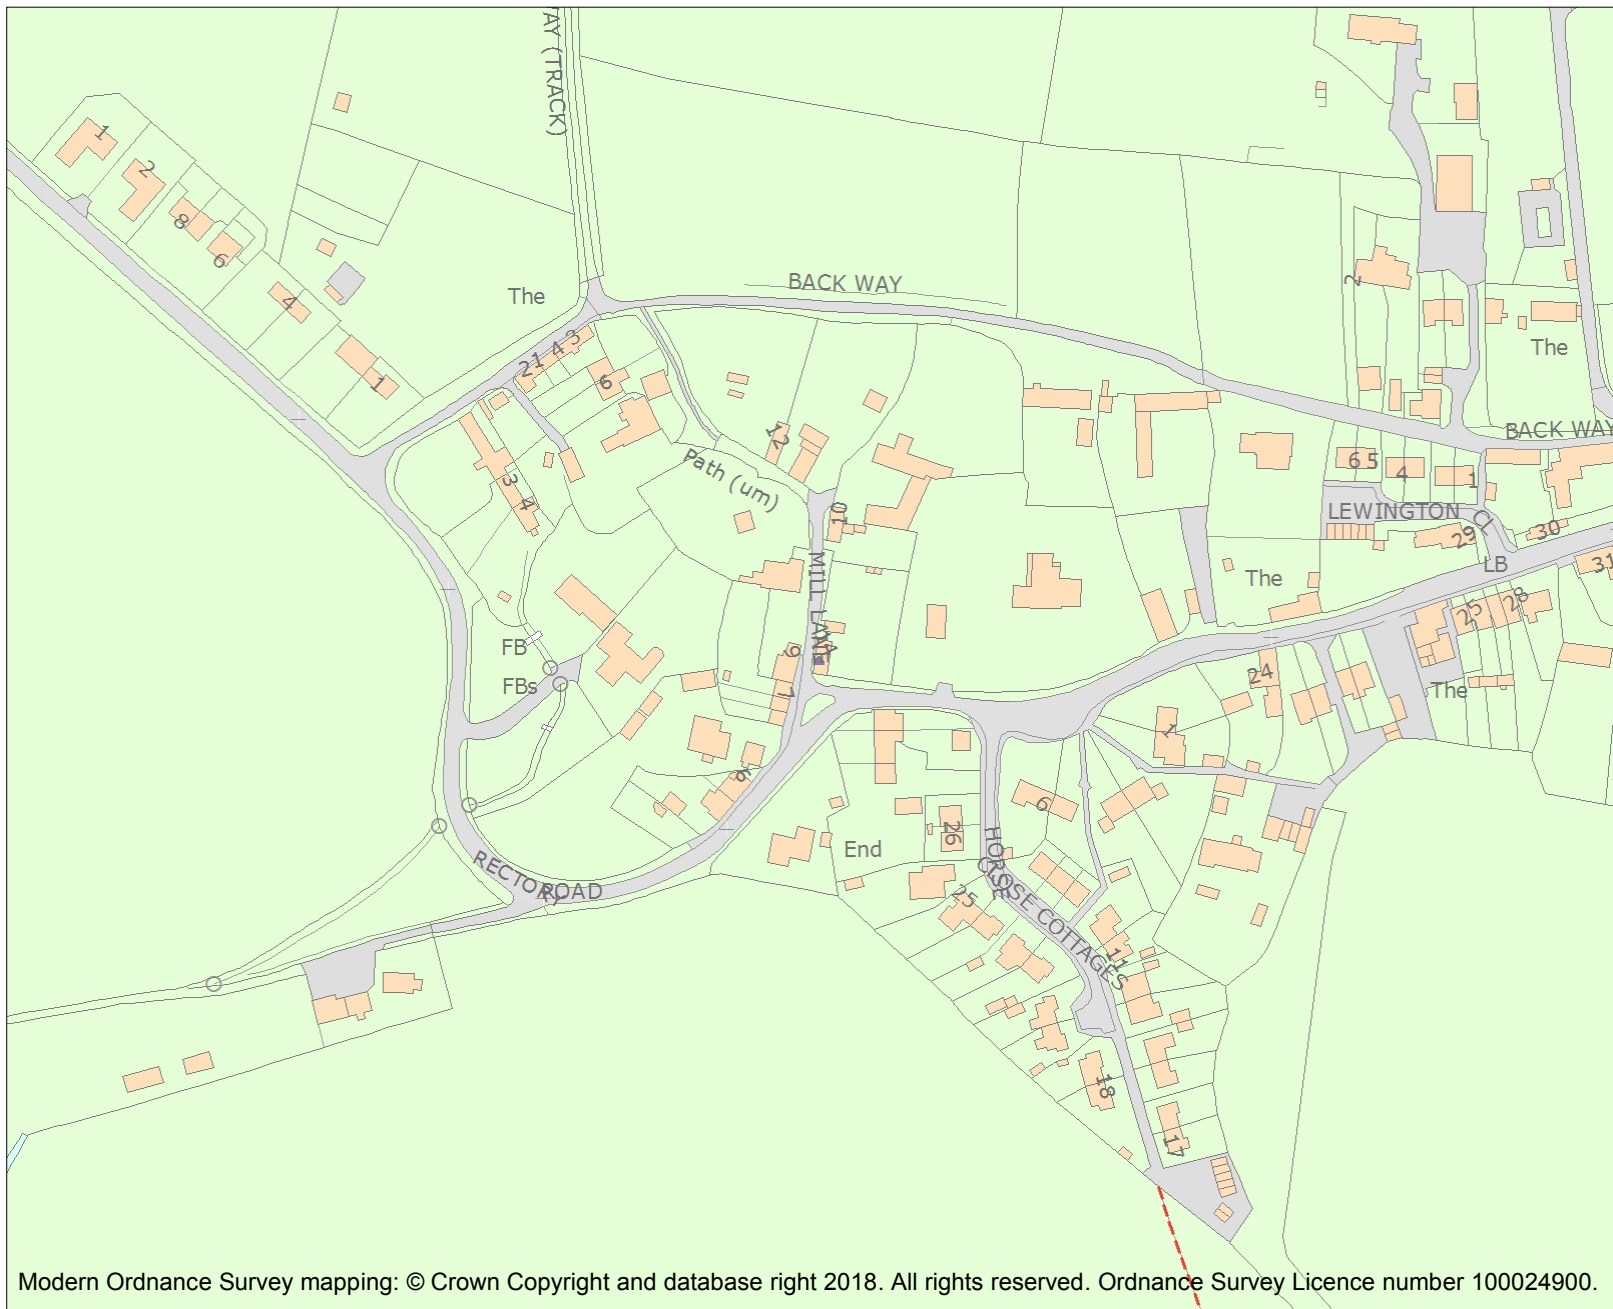 AY (TRACK)
1
2
8
6
4
1
The
BACK WAY
2
The
21 4 3
6
3
4
12
Path (um)
10
MILL LA
BACK WAY
6 5
4
1
LEWINGTON Cl
29
30
LB
31
The
25
28
FB
FBs
9
7
24
The
1
6
6
26
End
HORSE
CLOSE COTTAGES
25
RECTORY
ROAD
11
18
17
Modern Ordnance Survey mapping: © Crown Copyright and database right 2018. All rights reserved. Ordnance Survey Licence number 100024900.